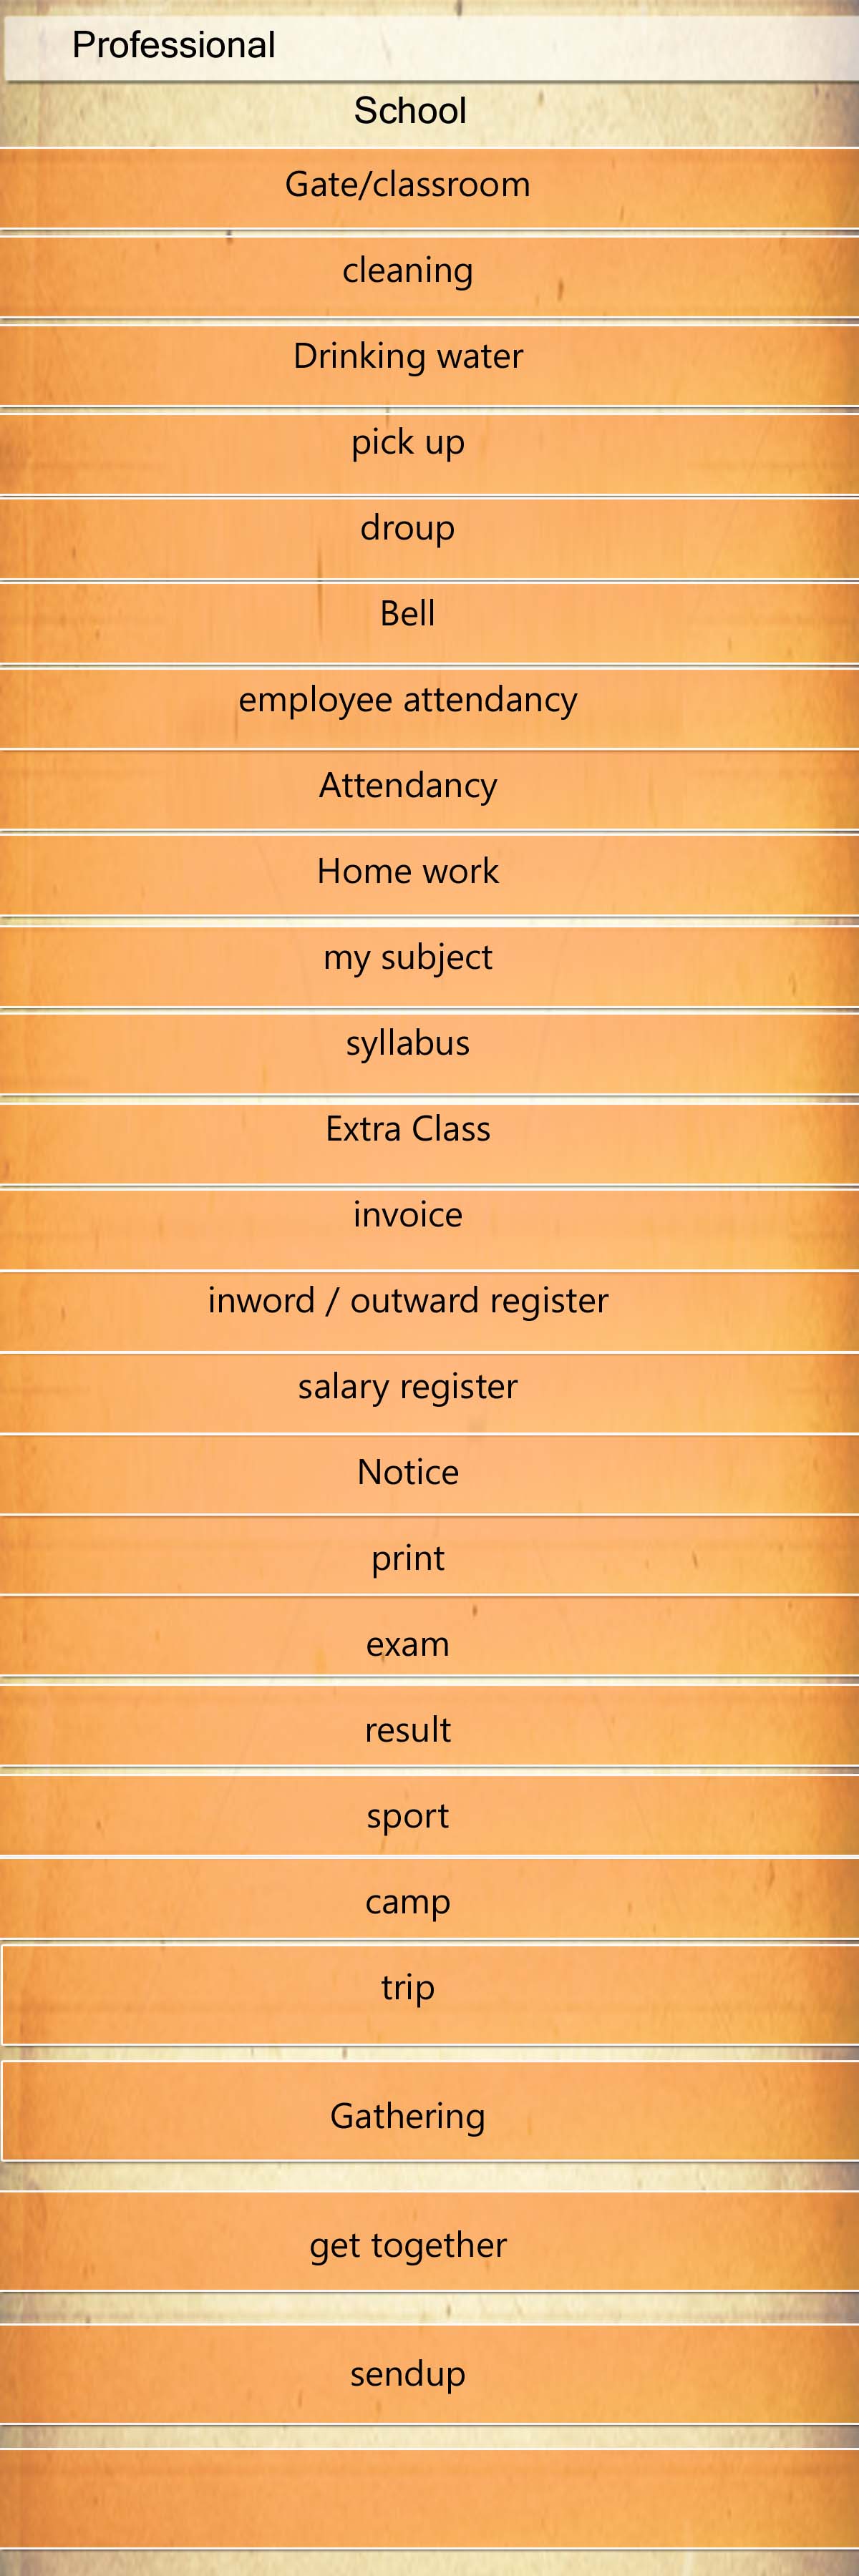 Professional
School
Gate/classroom
cleaning
Drinking water
pick up
droup
Bell
employee attendancy
Attendancy
Home work
my subject
syllabus
Extra Class
invoice
inword / outward register
salary register
Notice
print
exam
result
sport
camp
trip
Gathering
get together
sendup